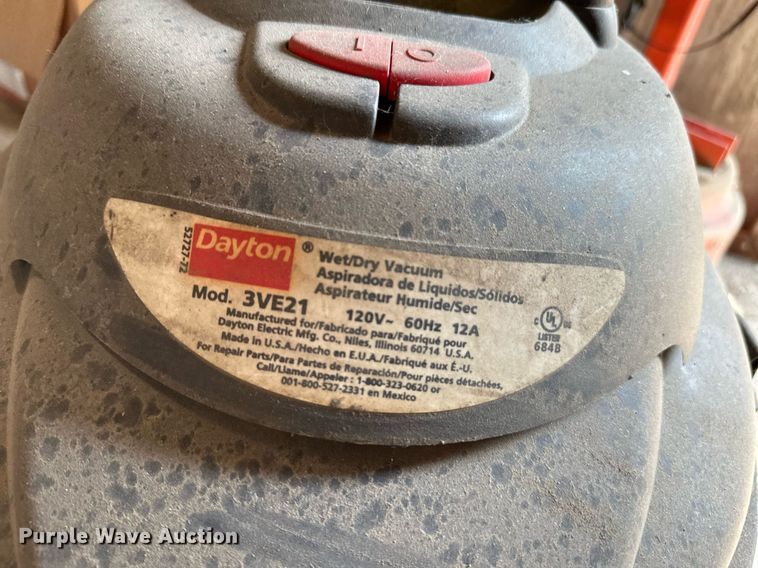 I O
52727-72
Dayton ®
Wet/Dry Vacuum
Aspiradora de Liquidos/Sólidos
Aspirateur Humide/Sec
Mod. 3VE21 120V~ 60Hz 12A
Manufactured for/Fabricado para/Fabriqué pour
Dayton Electric Mfg. Co., Niles, Illinois 60714 U.S.A.
Made in U.S.A./Hecho en E.U.A./Fabriqué aux É.-U.
For Repair Parts/Para Partes de Reparación/Pour pièces détachées,
Call/Llame/Appeler : 1-800-323-0620 or
001-800-527-2331 en Mexico
C UL US
LISTED
684B
Purple Wave Auction